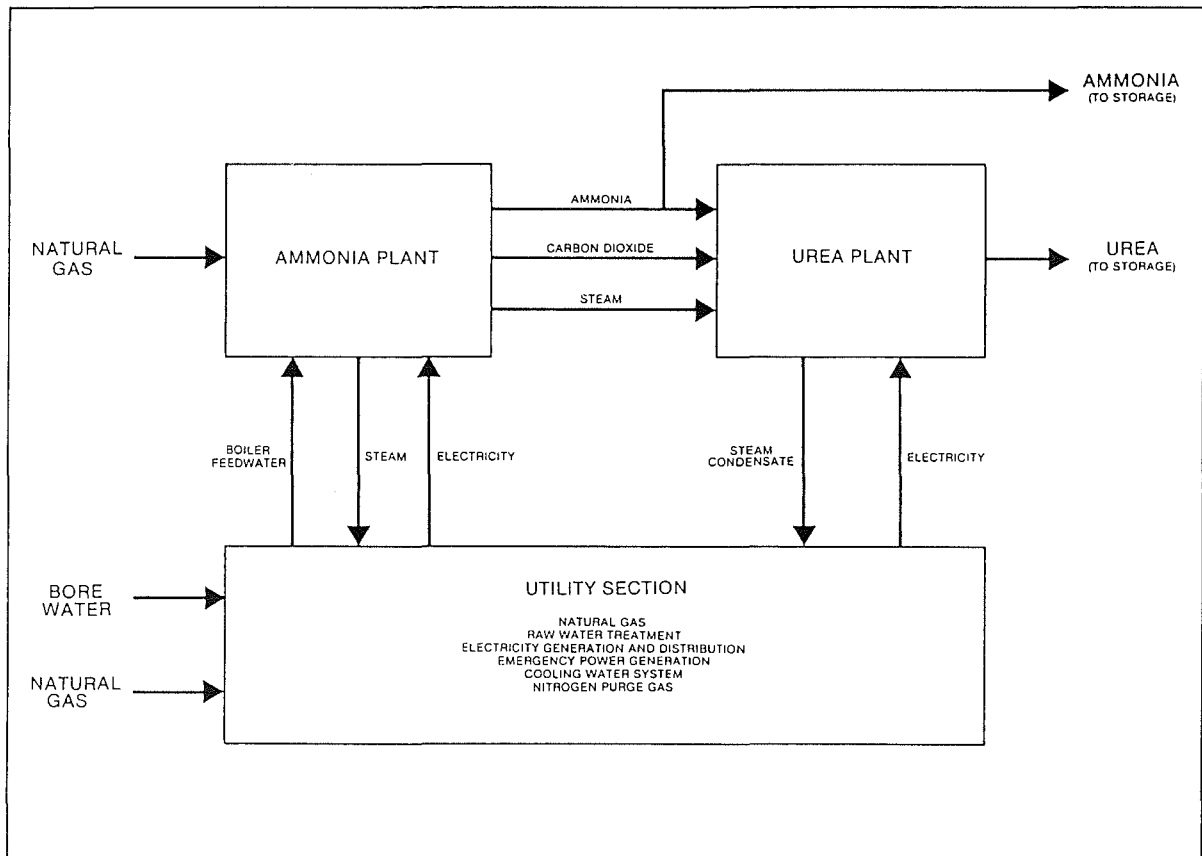 AMMONIA
(TO STORAGE)
AMMONIA
NATURAL
GAS
AMMONIA PLANT
CARBON DIOXIDE
UREA PLANT
UREA
(TO STORAGE)
STEAM
BOILER
FEEDWATER
STEAM
ELECTRICITY
STEAM
CONDENSATE
ELECTRICITY
BORE
WATER
UTILITY SECTION
NATURAL GAS
RAW WATER TREATMENT
ELECTRICITY GENERATION AND DISTRIBUTION
EMERGENCY POWER GENERATION
COOLING WATER SYSTEM
NITROGEN PURGE GAS
NATURAL
GAS